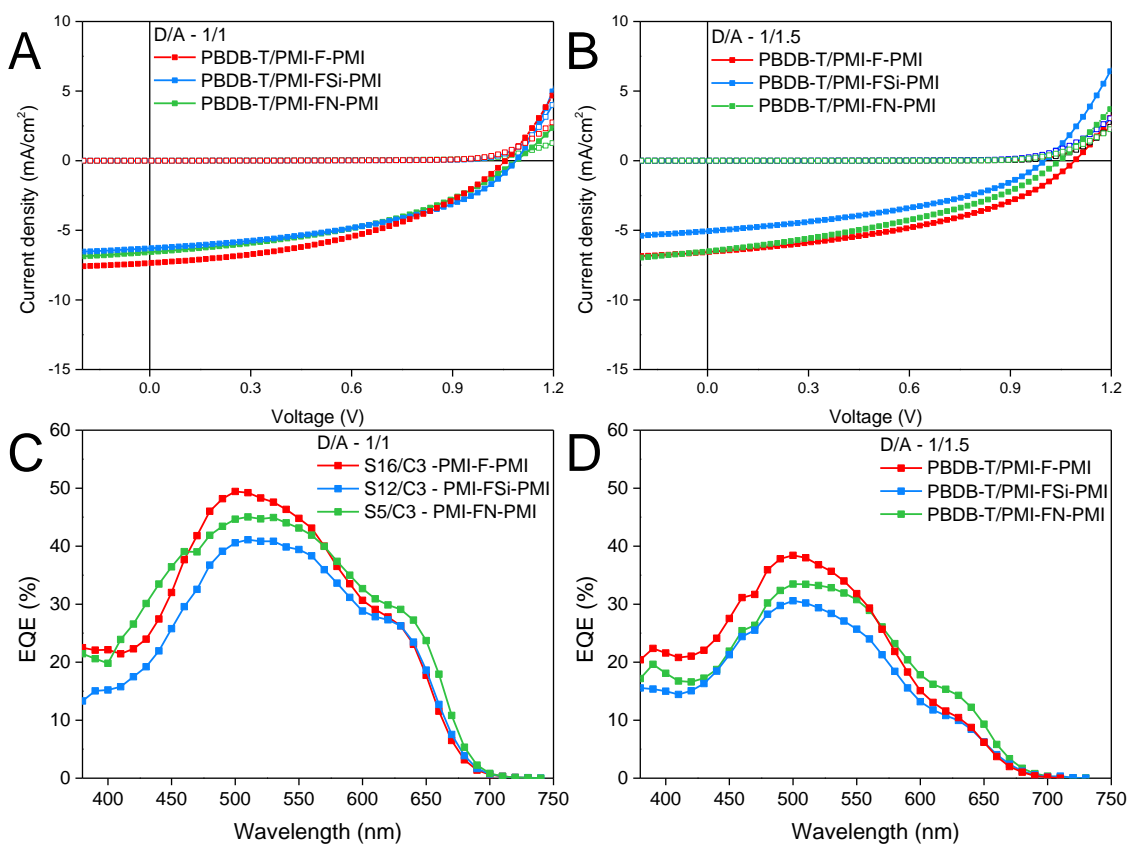 A
D/A - 1/1
PBDB-T/PMI-F-PMI
PBDB-T/PMI-FSi-PMI
PBDB-T/PMI-FN-PMI
10
5
0
-5
-10
-15
Current density (mA/cm²)
0.0 0.3 0.6 0.9 1.2
Voltage (V)
B
D/A - 1/1.5
PBDB-T/PMI-F-PMI
PBDB-T/PMI-FSi-PMI
PBDB-T/PMI-FN-PMI
10
5
0
-5
-10
-15
Current density (mA/cm²)
0.0 0.3 0.6 0.9 1.2
Voltage (V)
C
D/A - 1/1
S16/C3 -PMI-F-PMI
S12/C3 - PMI-FSi-PMI
S5/C3 - PMI-FN-PMI
60
50
40
30
20
10
0
EQE (%)
400 450 500 550 600 650 700 750
Wavelength (nm)
D
D/A - 1/1.5
PBDB-T/PMI-F-PMI
PBDB-T/PMI-FSi-PMI
PBDB-T/PMI-FN-PMI
60
50
40
30
20
10
0
EQE (%)
400 450 500 550 600 650 700 750
Wavelength (nm)